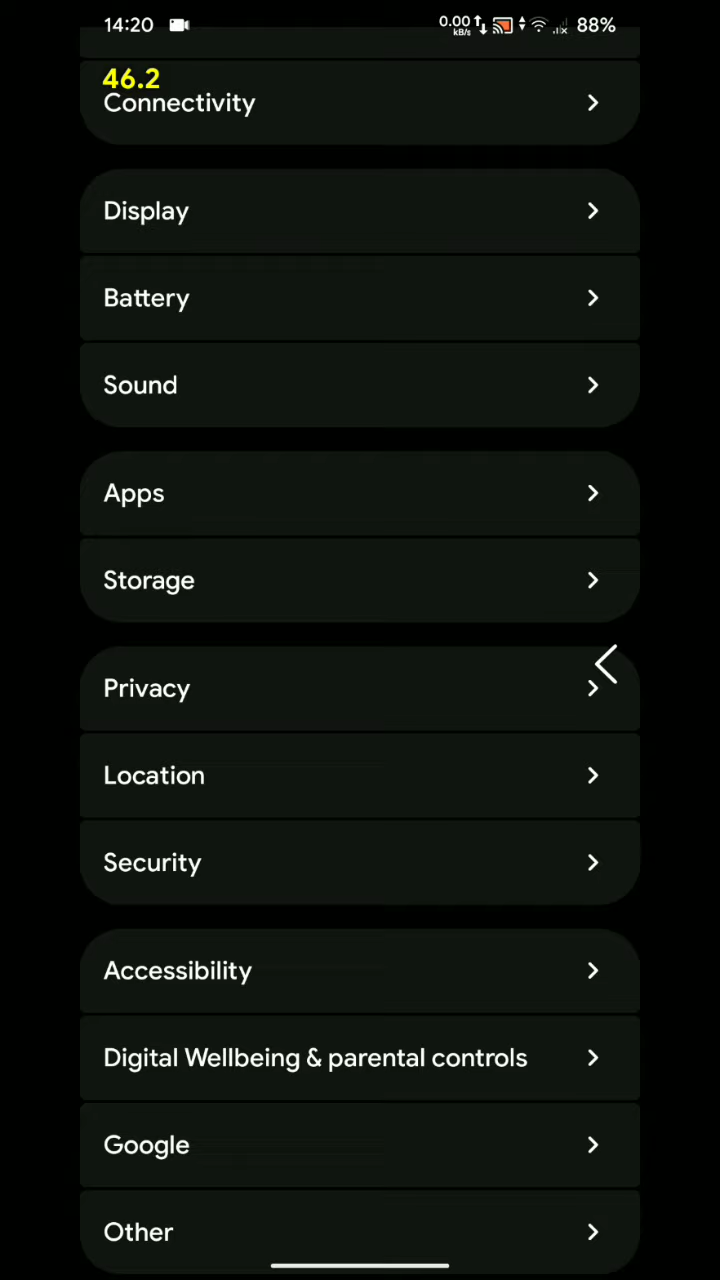 14:20
0.00 kB/s
88%
46.2
Connectivity
Display
Battery
Sound
Apps
Storage
Privacy
Location
Security
Accessibility
Digital Wellbeing & parental controls
Google
Other